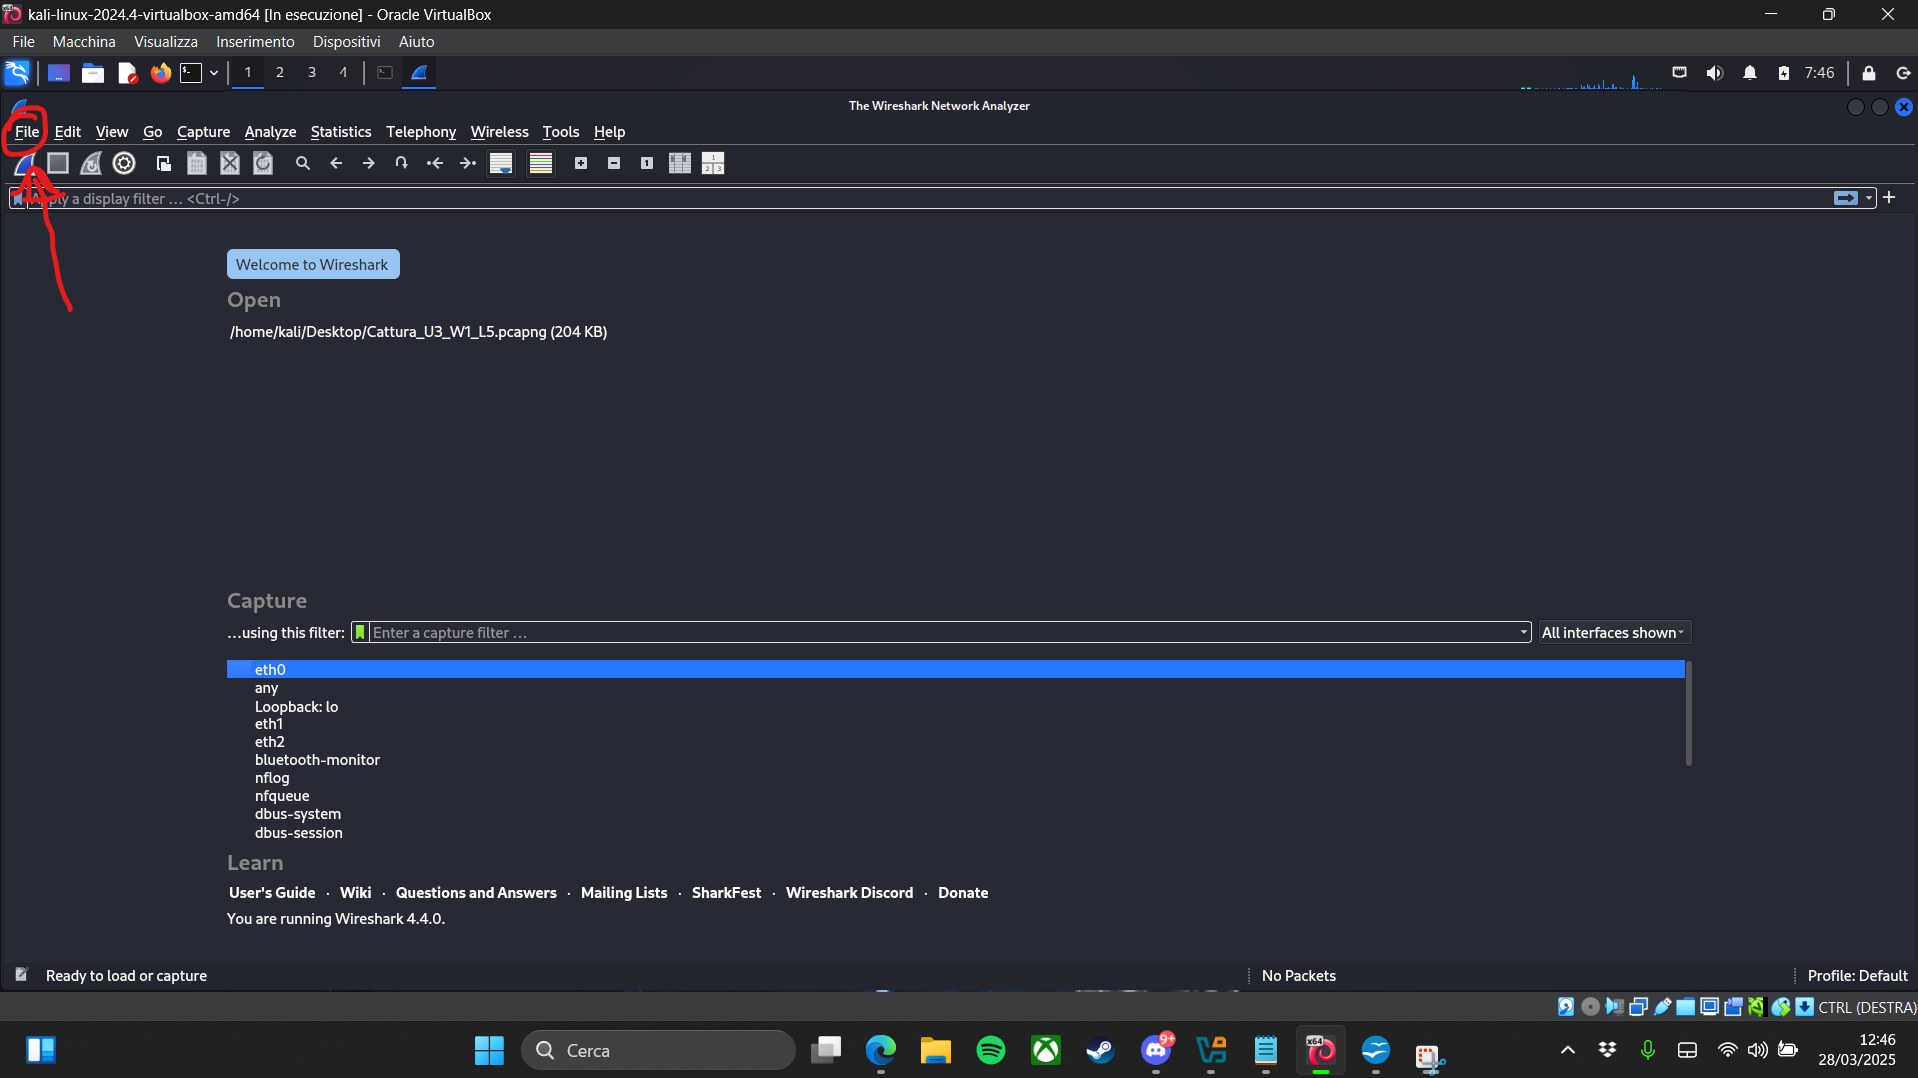 kali-linux-2024.4-virtualbox-amd64 [In esecuzione] - Oracle VirtualBox
File Macchina Visualizza Inserimento Dispositivi Aiuto
1 2 3 4 7:46
The Wireshark Network Analyzer
File Edit View Go Capture Analyze Statistics Telephony Wireless Tools Help
Apply a display filter … <Ctrl-/>
Welcome to Wireshark
Open
/home/kali/Desktop/Cattura_U3_W1_L5.pcapng (204 KB)
Capture
…using this filter: Enter a capture filter … All interfaces shown
eth0
any
Loopback: lo
eth1
eth2
bluetooth-monitor
nflog
nfqueue
dbus-system
dbus-session
Learn
User's Guide · Wiki · Questions and Answers · Mailing Lists · SharkFest · Wireshark Discord · Donate
You are running Wireshark 4.4.0.
Ready to load or capture No Packets Profile: Default
CTRL (DESTRA)
Cerca 9+ x64 12:46
28/03/2025